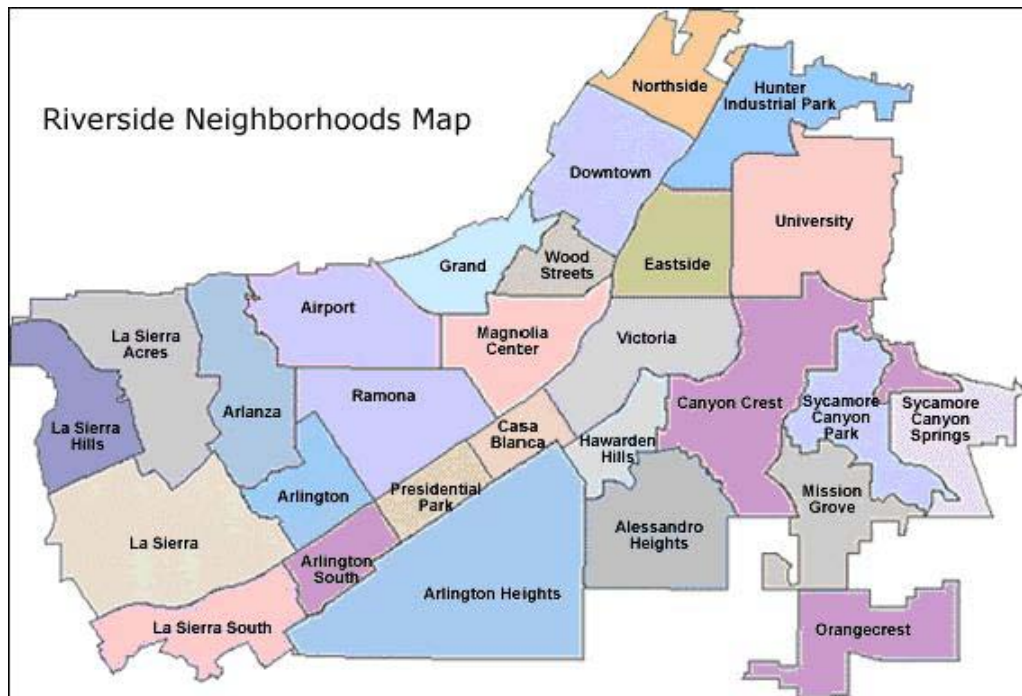 Riverside Neighborhoods Map
Northside
Hunter
Industrial Park
Downtown
University
Grand
Wood
Streets
Eastside
Airport
La Sierra
Acres
Magnolia
Center
Victoria
Arlanza
Ramona
Canyon Crest
Sycamore
Canyon
Park
Sycamore
Canyon
Springs
La Sierra
Hills
Casa
Blanca
Hawarden
Hills
Arlington
Presidential
Park
Mission
Grove
La Sierra
Alessandro
Heights
Arlington
South
Arlington Heights
La Sierra South
Orangecrest